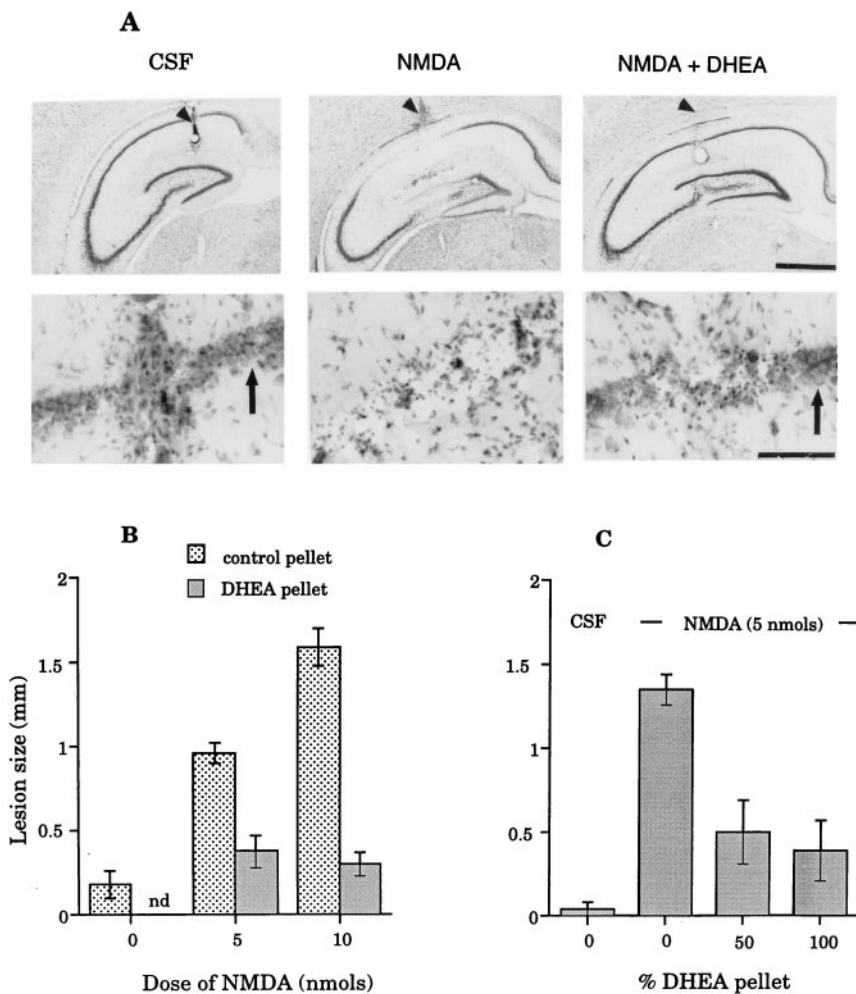 A
CSF
NMDA
NMDA + DHEA
B
control pellet
DHEA pellet
2
1.5
1
0.5
0
Lesion size (mm)
nd
0
5
10
Dose of NMDA (nmols)
C
CSF — NMDA (5 nmols) —
2
1.5
1
0.5
0
0
0
50
100
% DHEA pellet